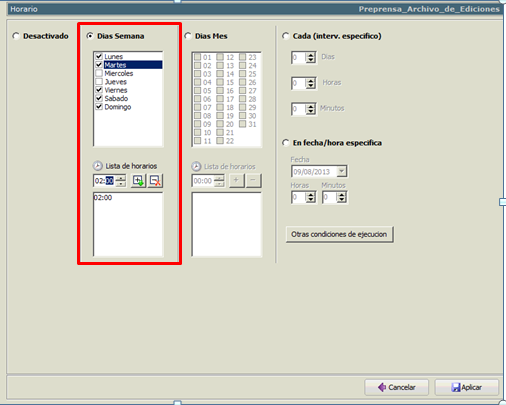 Horario Preprensa_Archivo_de_Ediciones
Desactivado
Dias Semana
Lunes
Martes
Miercoles
Jueves
Viernes
Sabado
Domingo
Lista de horarios
02:00
02:00
Dias Mes
01 12 23
02 13 24
03 14 25
04 15 26
05 16 27
06 17 28
07 18 29
08 19 30
09 20 31
10 21
11 22
Lista de horarios
00:00 + −
Cada (interv. especifico)
0 Dias
0 Horas
0 Minutos
En fecha/hora especifica
Fecha
09/08/2013
Horas Minutos
0 0
Otras condiciones de ejecucion
Cancelar Aplicar